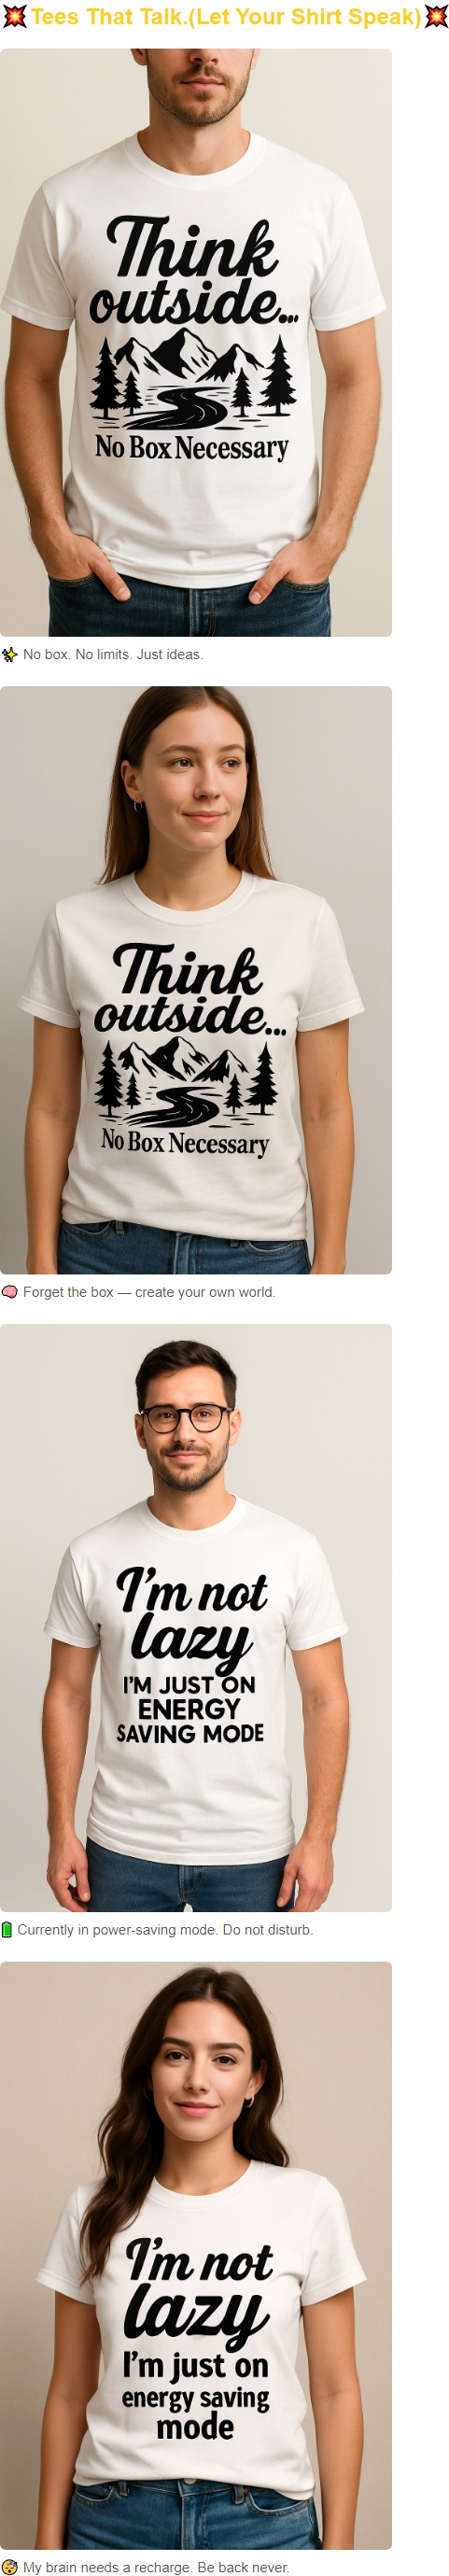 💥Tees That Talk.(Let Your Shirt Speak)💥
Think
outside...
No Box Necessary
✨ No box. No limits. Just ideas.
Think
outside...
No Box Necessary
🧠 Forget the box — create your own world.
I'm not
lazy
I'M JUST ON
ENERGY
SAVING MODE
🔋 Currently in power-saving mode. Do not disturb.
I'm not
lazy
I'm just on
energy saving
mode
😴 My brain needs a recharge. Be back never.